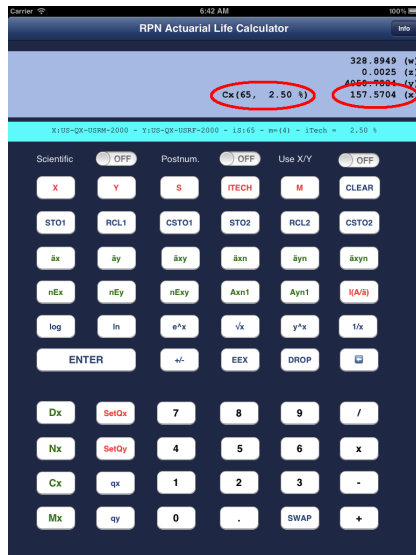 Carrier 6:42 AM 100%
RPN Actuarial Life Calculator Info
328.8949 (w)
0.0025 (z)
(y)
Cx(65, 2.50 %) 157.5704 (x)
X:US-QX-USRM-2000 - Y:US-QX-USRF-2000 - iS:65 - m=(4) - iTech = 2.50 %
Scientific OFF Postnum. OFF Use X/Y OFF
X Y S ITECH M CLEAR
STO1 RCL1 CSTO1 STO2 RCL2 CSTO2
äx äy äxy äxn äyn äxyn
nEx nEy nExy Axn1 Ayn1 I(A/ä)
log ln e^x √x y^x 1/x
ENTER +/- EEX DROP
Dx SetQx 7 8 9 /
Nx SetQy 4 5 6 x
Cx qx 1 2 3 -
Mx qy 0 . SWAP +